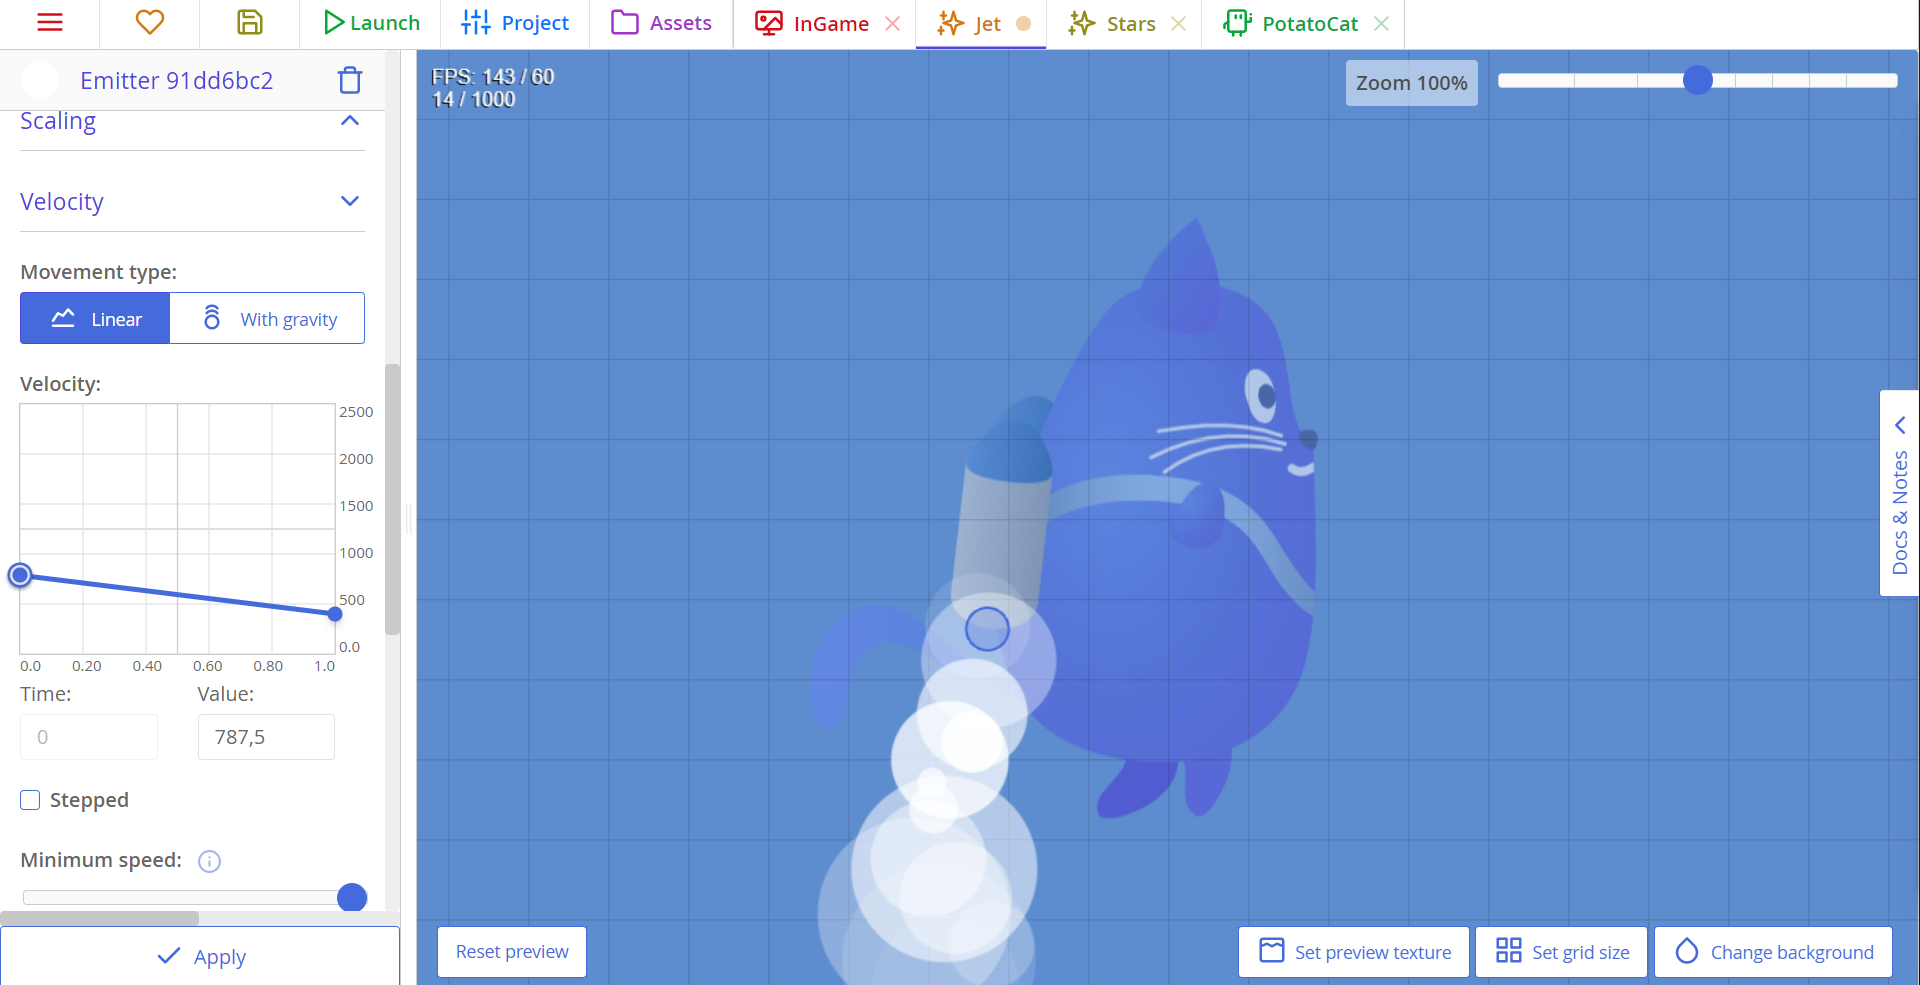 Launch
Project
Assets
InGame
Jet
Stars
PotatoCat
Emitter 91dd6bc2
Scaling
Velocity
Movement type:
Linear
With gravity
Velocity:
2500
2000
1500
1000
500
0.0
0.0 0.20 0.40 0.60 0.80 1.0
Time: Value:
0 787,5
Stepped
Minimum speed:
Apply
FPS: 143 / 60
14 / 1000
Zoom 100%
Docs & Notes
Reset preview
Set preview texture
Set grid size
Change background